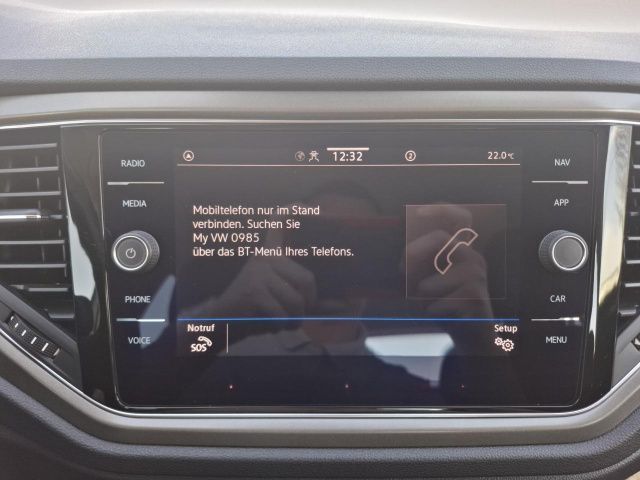 RADIO
MEDIA
PHONE
VOICE
12:32
2
22.0°C
Mobiltelefon nur im Stand
verbinden. Suchen Sie
My VW 0985
über das BT-Menü Ihres Telefons.
Notruf
SOS
Setup
NAV
APP
CAR
MENU